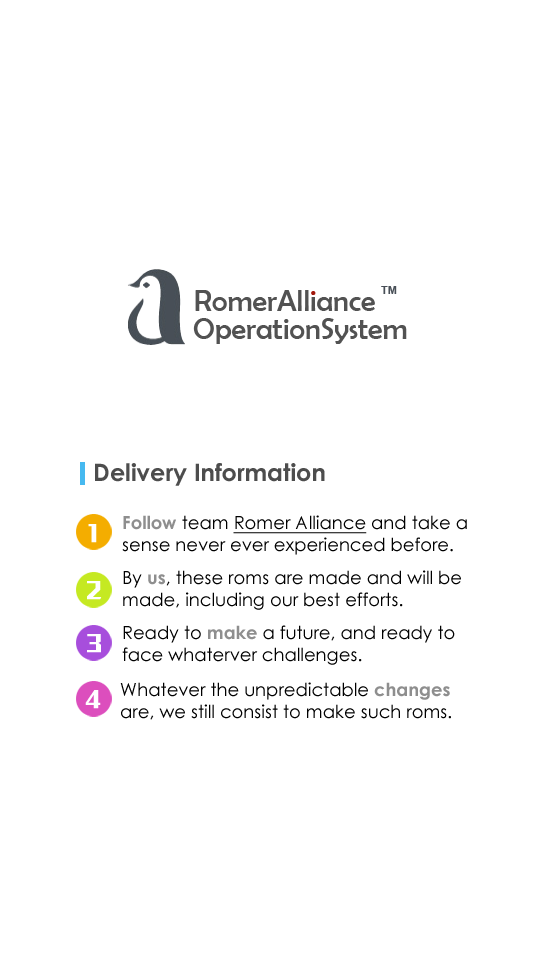 RomerAlliance ™
OperationSystem
Delivery Information
1 Follow team Romer Alliance and take a
sense never ever experienced before.
2 By us, these roms are made and will be
made, including our best efforts.
3 Ready to make a future, and ready to
face whaterver challenges.
4 Whatever the unpredictable changes
are, we still consist to make such roms.